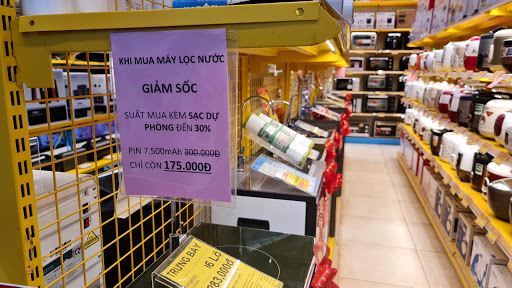 KHI MUA MÁY LỌC NƯỚC
GIẢM SỐC
SUẤT MUA KÈM SẠC DỰ
PHÒNG ĐẾN 30%
PIN 7.500mAh 300.000Đ
CHỈ CÒN 175.000Đ
TRƯNG BÀY